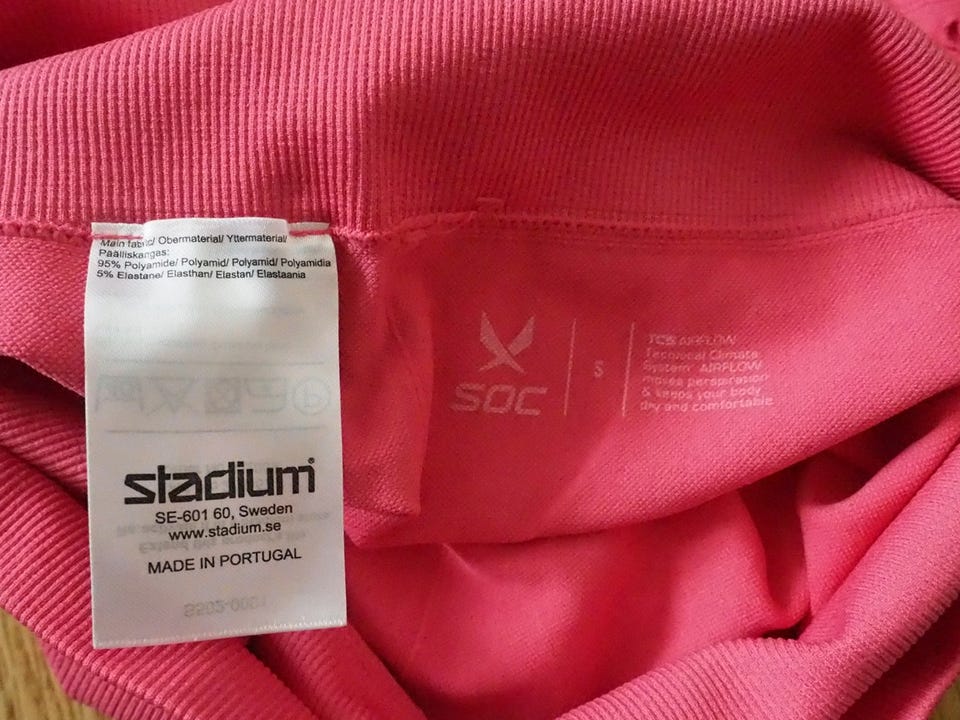 Main fabric/ Obermaterial/ Yttermaterial/
Päälliskangas:
95% Polyamide/ Polyamid/ Polyamid/ Polyamidia
5% Elastane/ Elasthan/ Elastan/ Elastaania
stadium®
SE-601 60, Sweden
www.stadium.se
MADE IN PORTUGAL
SOC
S
TCS AIRFLOW
Technical Climate
System AIRFLOW
moves perspiration
& keeps your body
dry and comfortable